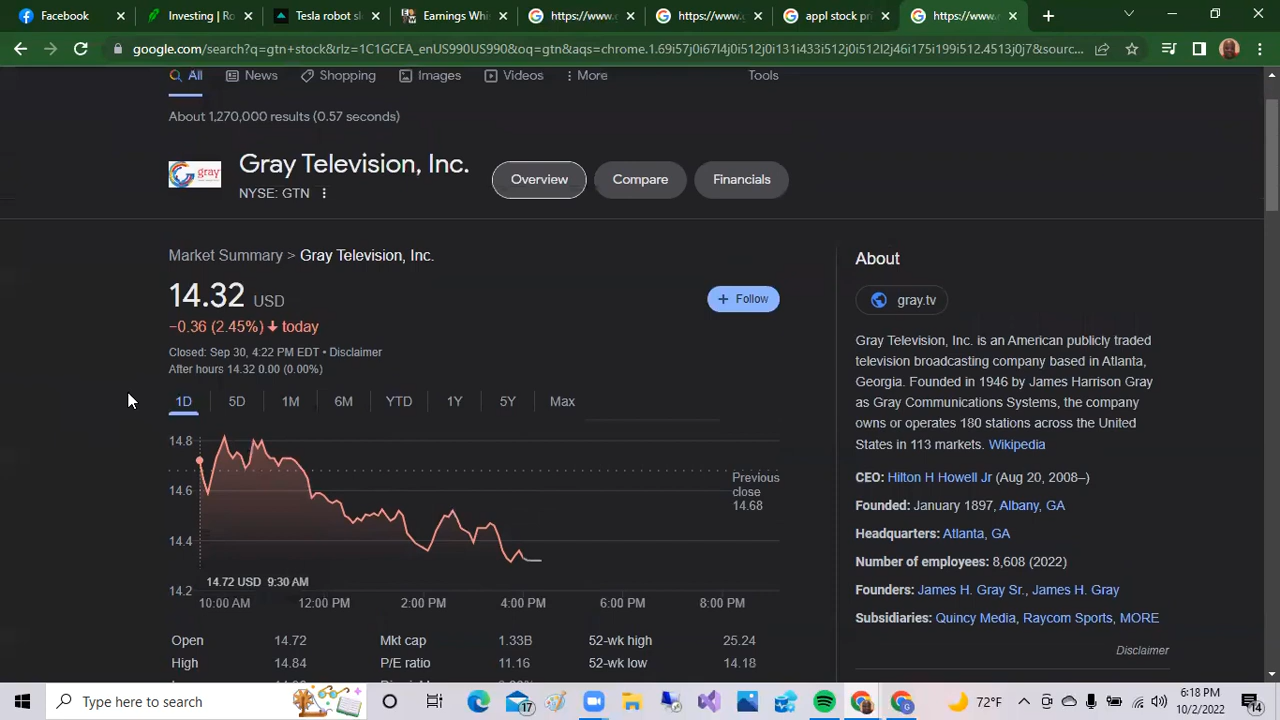 Facebook
Investing | Ro
Tesla robot sl
Earnings Whi
https://www.g
https://www.g
appl stock pri
https://www.g
google.com/search?q=gtn+stock&rlz=1C1GCEA_enUS990US990&oq=gtn&aqs=chrome.1.69i57j0i67l4j0i512j0i131i433i512j0i512l2j46i175i199i512.4513j0j7&sourc...
All News Shopping Images Videos More Tools
About 1,270,000 results (0.57 seconds)
gray
Gray Television, Inc.
NYSE: GTN
Overview Compare Financials
Market Summary > Gray Television, Inc.
14.32 USD
+ Follow
−0.36 (2.45%) ↓ today
Closed: Sep 30, 4:22 PM EDT • Disclaimer
After hours 14.32 0.00 (0.00%)
1D 5D 1M 6M YTD 1Y 5Y Max
14.8
14.6
14.4
14.2
Previous
close
14.68
14.72 USD 9:30 AM
10:00 AM 12:00 PM 2:00 PM 4:00 PM 6:00 PM 8:00 PM
Open 14.72 Mkt cap 1.33B 52-wk high 25.24
High 14.84 P/E ratio 11.16 52-wk low 14.18
About
gray.tv
Gray Television, Inc. is an American publicly traded
television broadcasting company based in Atlanta,
Georgia. Founded in 1946 by James Harrison Gray
as Gray Communications Systems, the company
owns or operates 180 stations across the United
States in 113 markets. Wikipedia
CEO: Hilton H Howell Jr (Aug 20, 2008–)
Founded: January 1897, Albany, GA
Headquarters: Atlanta, GA
Number of employees: 8,608 (2022)
Founders: James H. Gray Sr., James H. Gray
Subsidiaries: Quincy Media, Raycom Sports, MORE
Disclaimer
Type here to search
17
72°F
6:18 PM
10/2/2022
14